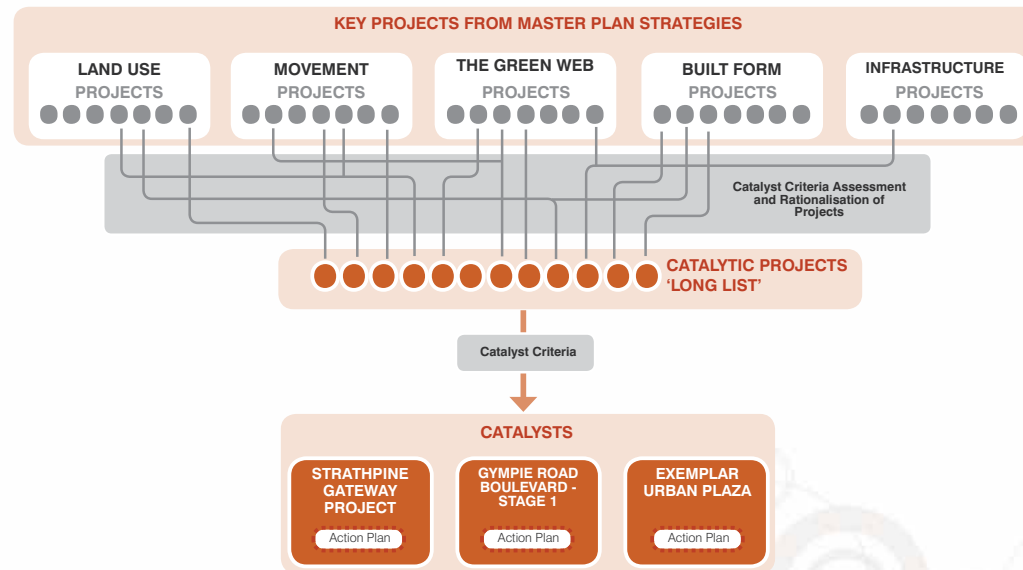 KEY PROJECTS FROM MASTER PLAN STRATEGIES
LAND USE
PROJECTS
MOVEMENT
PROJECTS
THE GREEN WEB
PROJECTS
BUILT FORM
PROJECTS
INFRASTRUCTURE
PROJECTS
Catalyst Criteria Assessment
and Rationalisation of
Projects
CATALYTIC PROJECTS
‘LONG LIST’
Catalyst Criteria
CATALYSTS
STRATHPINE
GATEWAY
PROJECT
Action Plan
GYMPIE ROAD
BOULEVARD -
STAGE 1
Action Plan
EXEMPLAR
URBAN PLAZA
Action Plan